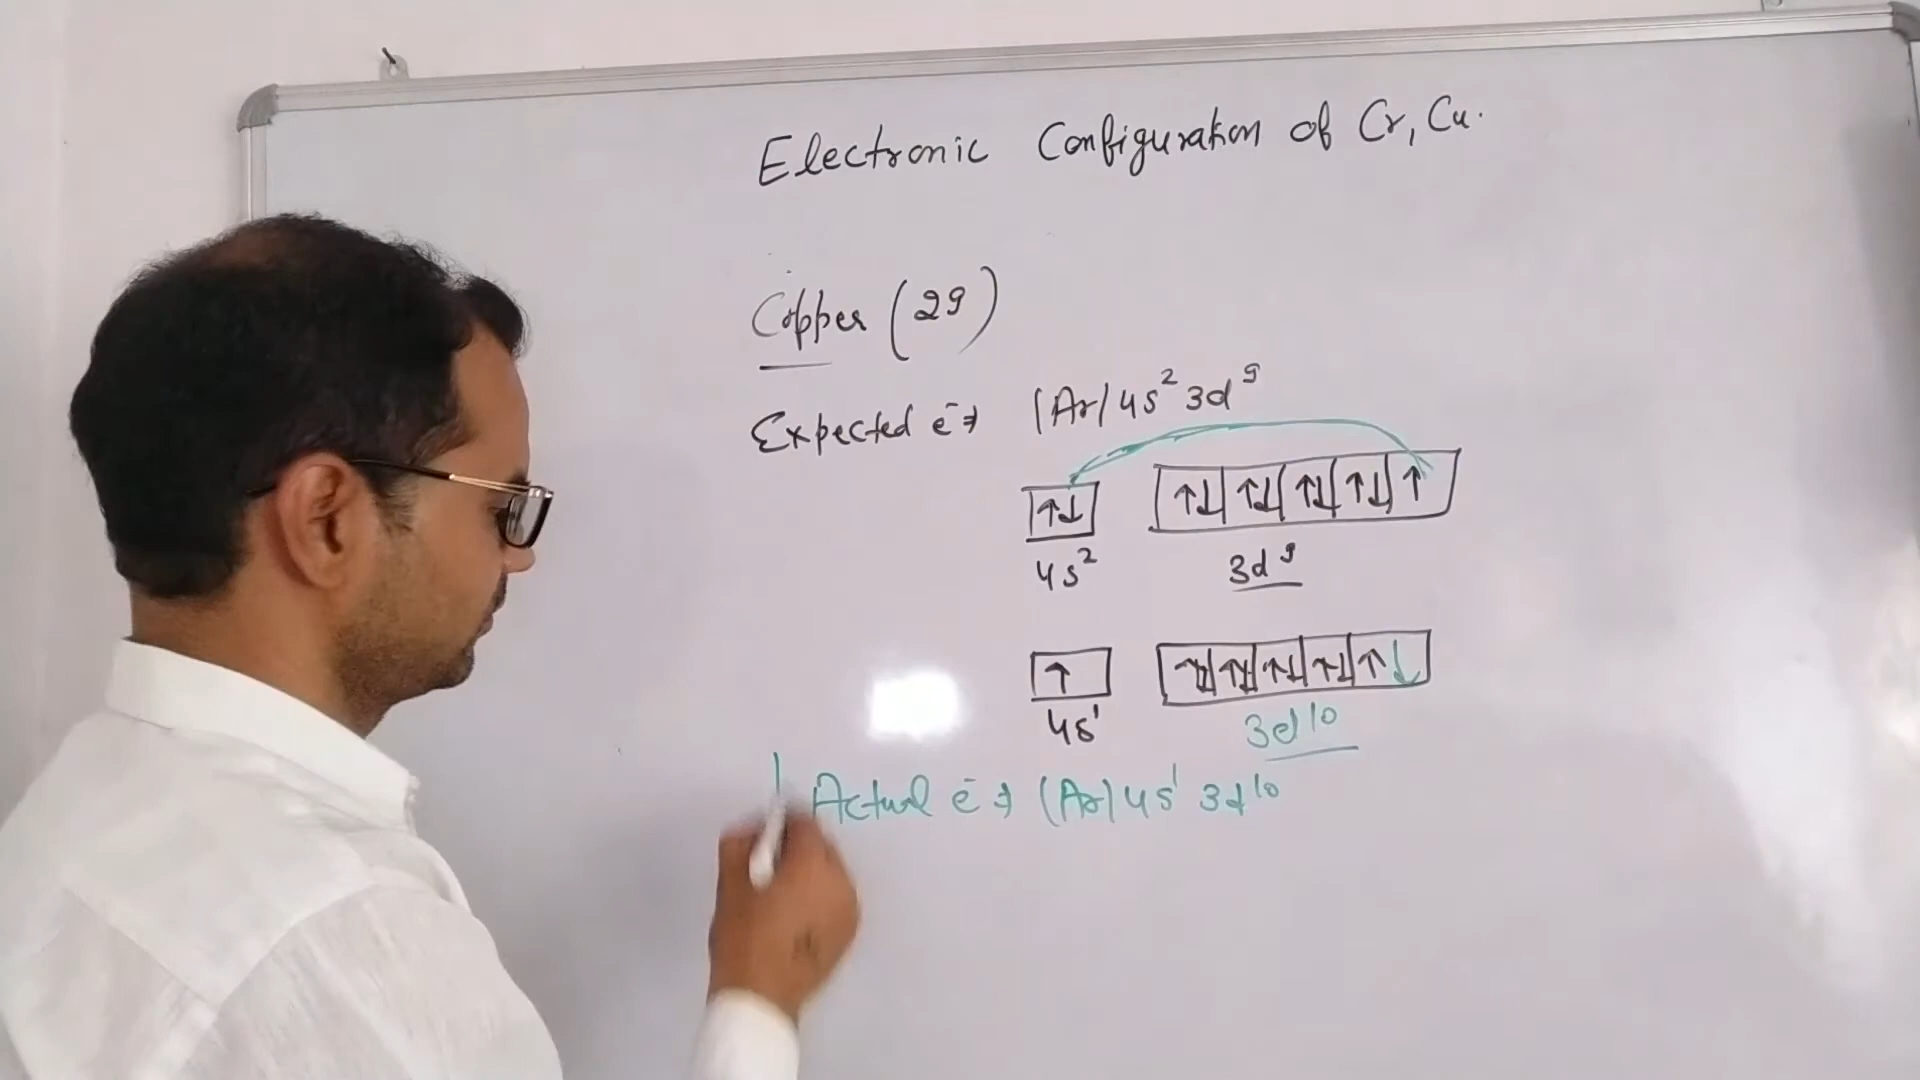 Electronic Configuration of Cr, Cu.
Copper (29)
Expected e⁻ ⇒ (Ar) 4s² 3d⁹
↑↓ ↑↓ ↑↓ ↑↓ ↑↓ ↑
4s² 3d⁹
↑ ↑↓ ↑↓ ↑↓ ↑↓ ↑↓
4s¹ 3d¹⁰
Actual e⁻ ⇒ (Ar) 4s¹ 3d¹⁰